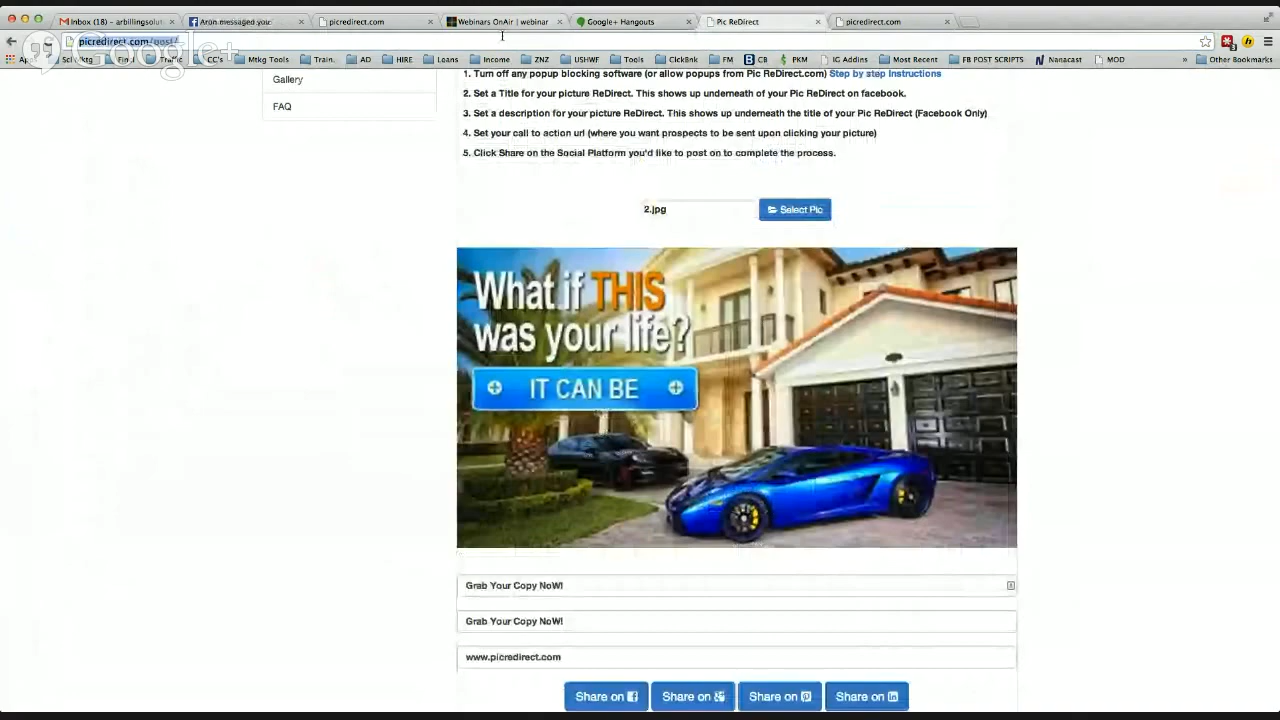 Inbox (18) - arbillingsolut
Aron messaged you
picredirect.com
Webinars OnAir | webinar
Google+ Hangouts
Pic ReDirect
picredirect.com
picredirect.com/post/
Google+
Apps
Mktg Tools
Train.
AD
HIRE
Loans
Income
ZNZ
USHWF
Tools
ClickBnk
FM
CB
PKM
IG Addins
Most Recent
FB POST SCRIPTS
Nanacast
MOD
Other Bookmarks
Gallery
FAQ
1. Turn off any popup blocking software (or allow popups from Pic ReDirect.com) Step by step Instructions
2. Set a Title for your picture ReDirect. This shows up underneath of your Pic ReDirect on facebook.
3. Set a description for your picture ReDirect. This shows up underneath the title of your Pic ReDirect (Facebook Only)
4. Set your call to action url (where you want prospects to be sent upon clicking your picture)
5. Click Share on the Social Platform you'd like to post on to complete the process.
2.jpg
Select Pic
What if THIS
was your life?
IT CAN BE
Grab Your Copy NoW!
Grab Your Copy NoW!
www.picredirect.com
Share on
Share on
Share on
Share on